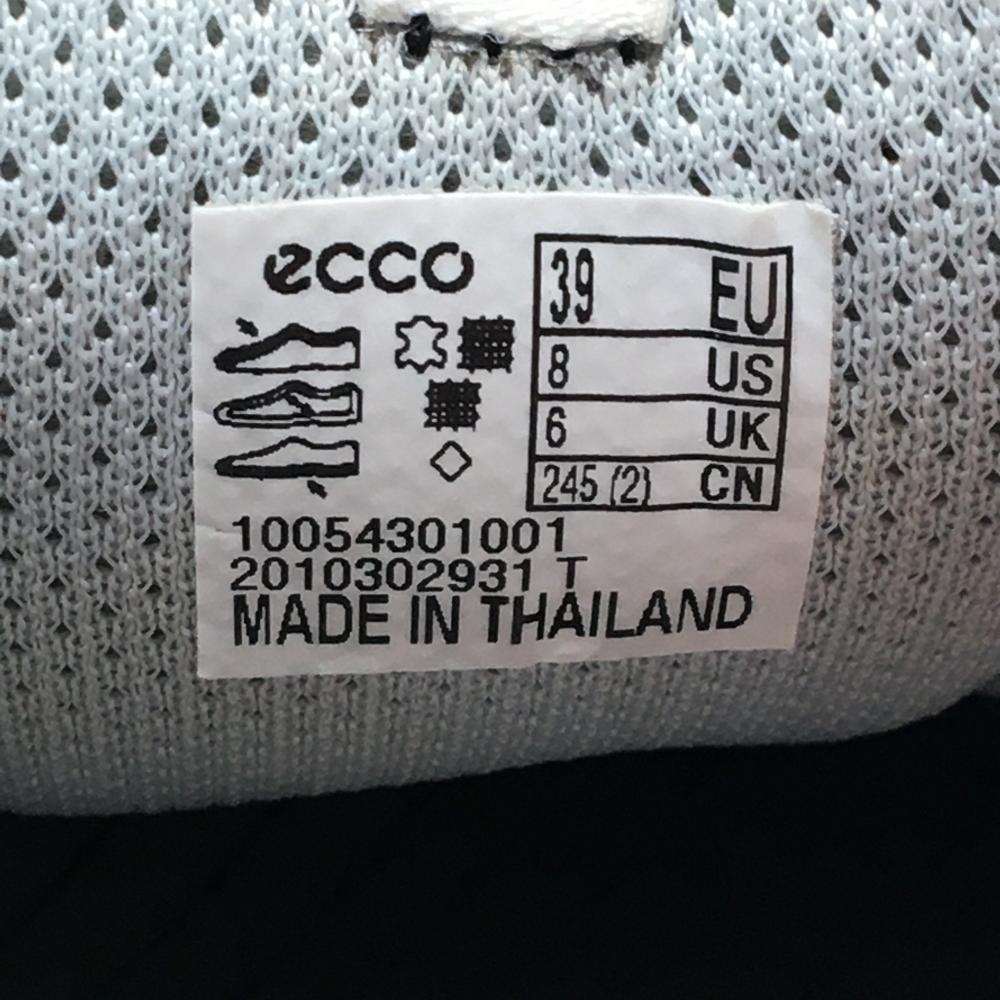 ecco
39 EU
8 US
6 UK
245 (2) CN
10054301001
2010302931 T
MADE IN THAILAND